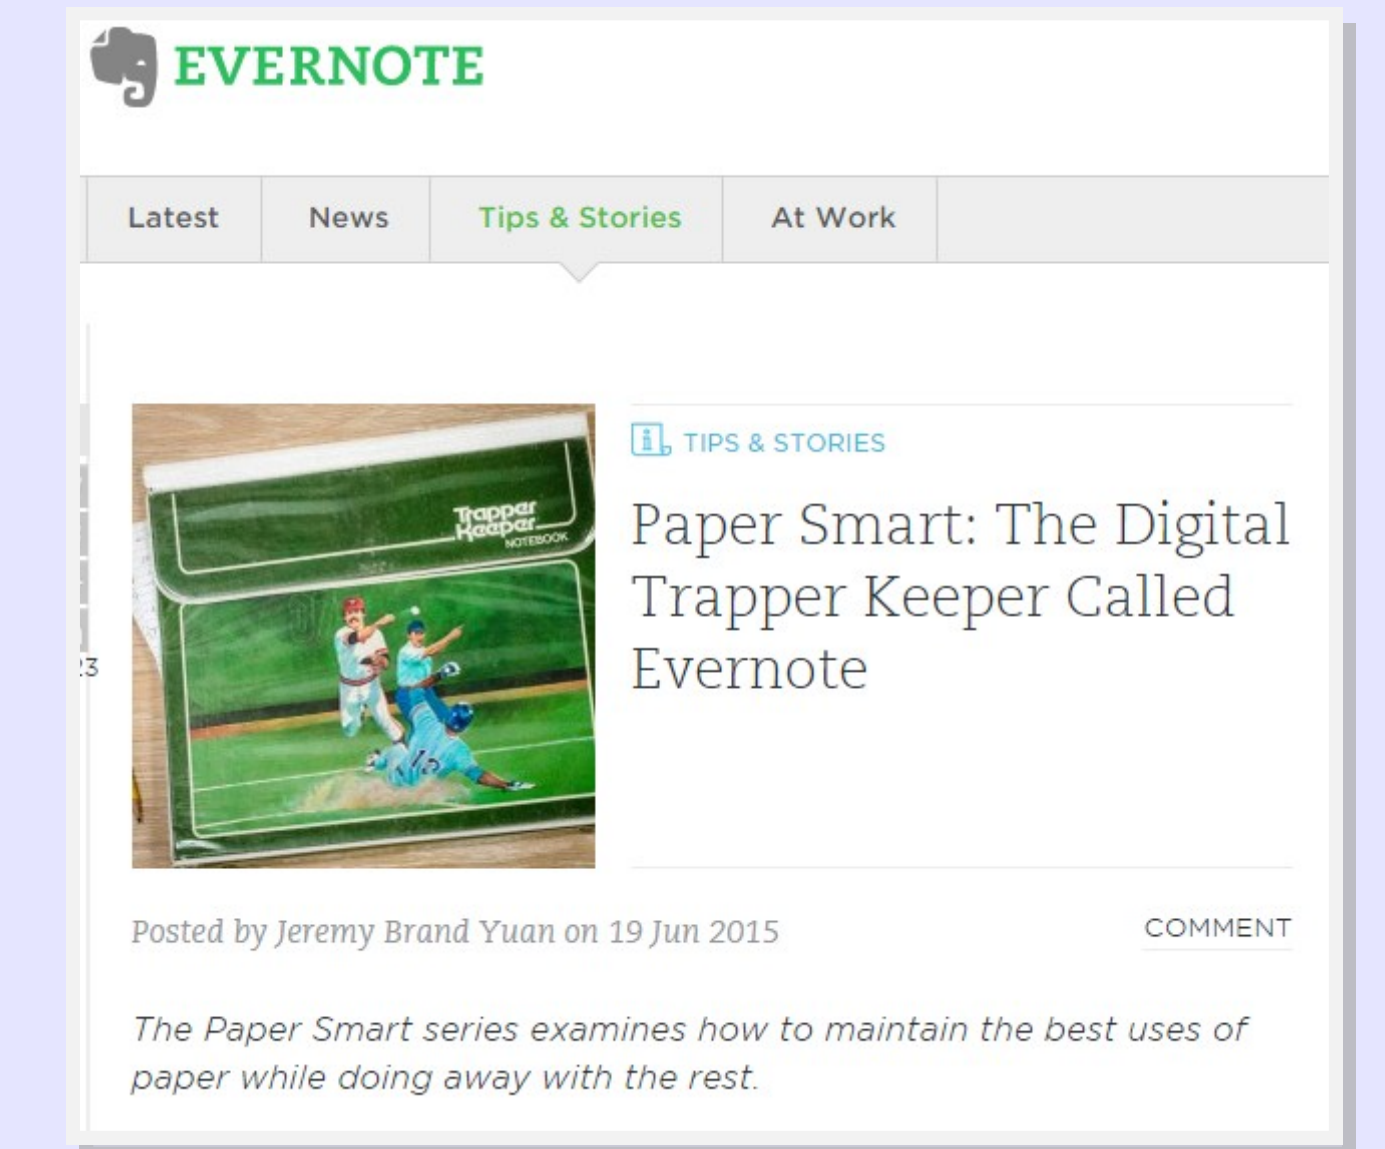 EVERNOTE
Latest
News
Tips & Stories
At Work
Trapper
Keeper
NOTEBOOK
TIPS & STORIES
Paper Smart: The Digital
Trapper Keeper Called
Evernote
Posted by Jeremy Brand Yuan on 19 Jun 2015
COMMENT
The Paper Smart series examines how to maintain the best uses of
paper while doing away with the rest.